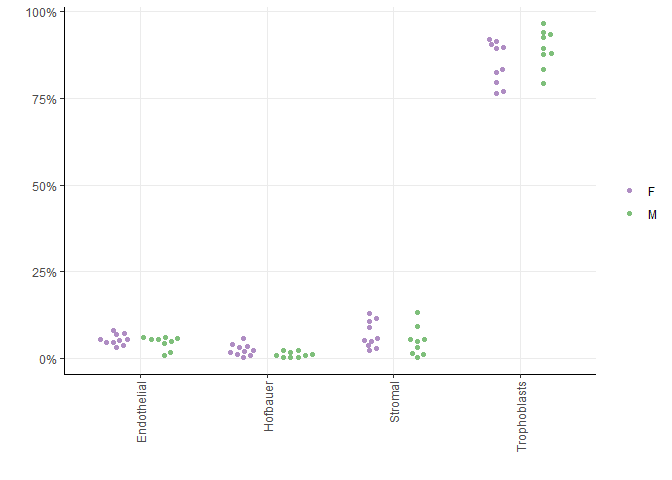 100%
75%
50%
25%
0%
Endothelial
Hofbauer
Stromal
Trophoblasts
F
M